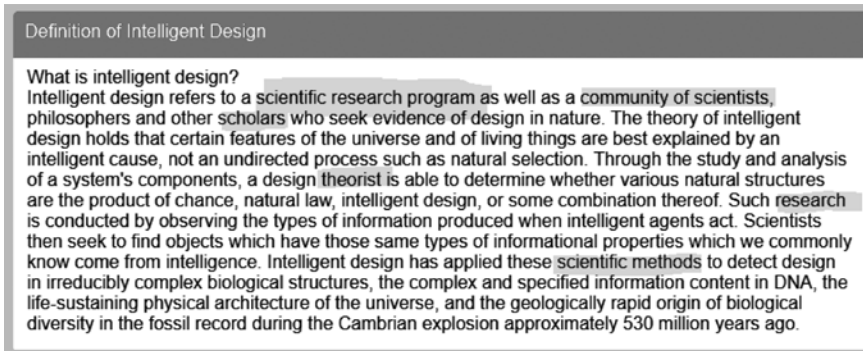 Definition of Intelligent Design
What is intelligent design?
Intelligent design refers to a scientific research program as well as a community of scientists,
philosophers and other scholars who seek evidence of design in nature. The theory of intelligent
design holds that certain features of the universe and of living things are best explained by an
intelligent cause, not an undirected process such as natural selection. Through the study and analysis
of a system's components, a design theorist is able to determine whether various natural structures
are the product of chance, natural law, intelligent design, or some combination thereof. Such research
is conducted by observing the types of information produced when intelligent agents act. Scientists
then seek to find objects which have those same types of informational properties which we commonly
know come from intelligence. Intelligent design has applied these scientific methods to detect design
in irreducibly complex biological structures, the complex and specified information content in DNA, the
life-sustaining physical architecture of the universe, and the geologically rapid origin of biological
diversity in the fossil record during the Cambrian explosion approximately 530 million years ago.